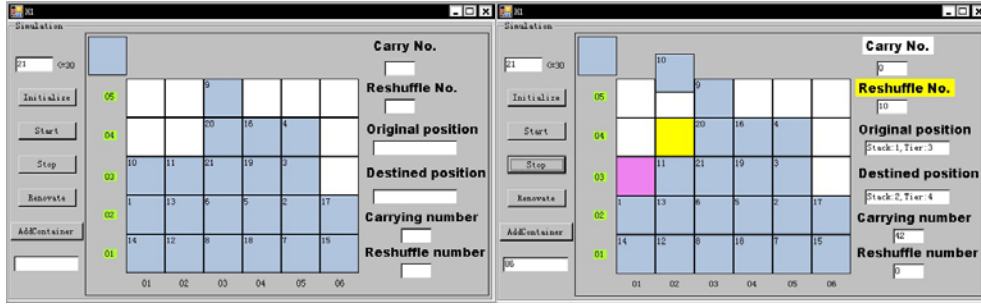 H1
Simulation
21 <=30
Initialize
Start
Stop
Renovate
AddContainer
05
04
03
02
01
9
20 16 4
10 11 21 19 3
1 13 6 5 2 17
14 12 8 18 7 15
01 02 03 04 05 06
Carry No.
Reshuffle No.
Original position
Destined position
Carrying number
Reshuffle number
H1
Simulation
21 <=30
Initialize
Start
Stop
Renovate
AddContainer
06
05
04
03
02
01
10
9
20 16 4
11 21 19 3
1 13 6 5 2 17
14 12 8 18 7 15
01 02 03 04 05 06
Carry No.
0
Reshuffle No.
10
Original position
Stack:1,Tier:3
Destined position
Stack:2,Tier:4
Carrying number
42
Reshuffle number
0